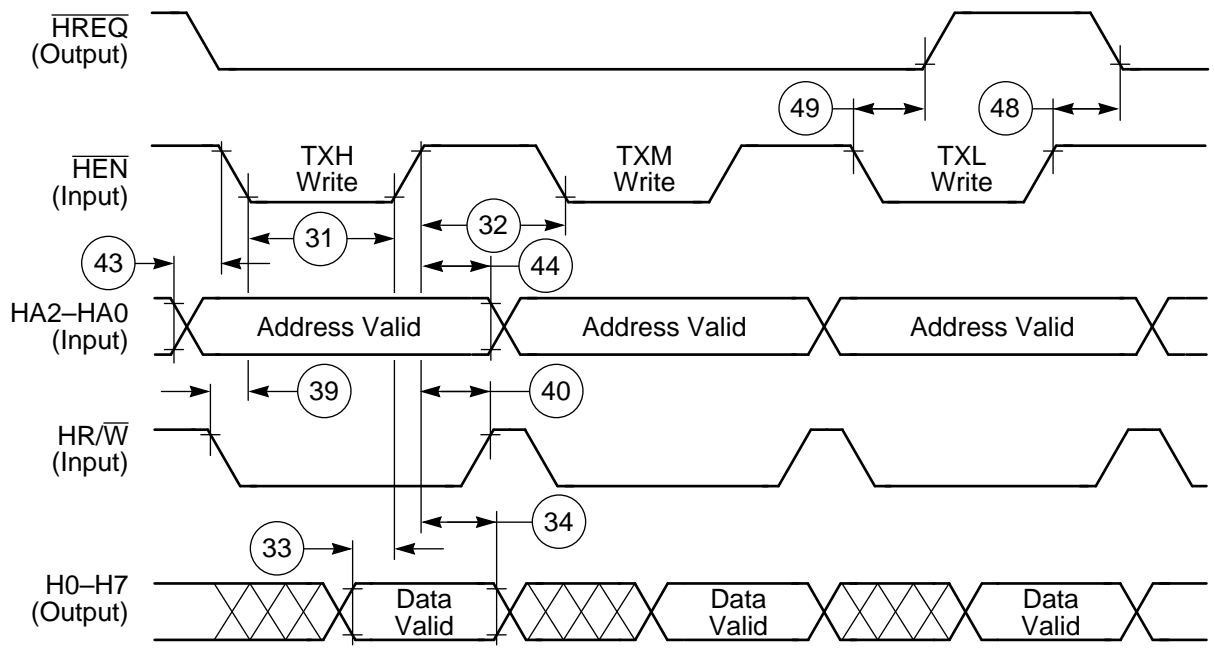 HREQ
(Output)
49
48
HEN
(Input)
TXH
Write
TXM
Write
TXL
Write
31
32
43
44
HA2–HA0
(Input)
Address Valid
Address Valid
Address Valid
39
40
HR/W
(Input)
34
33
H0–H7
(Output)
Data
Valid
Data
Valid
Data
Valid